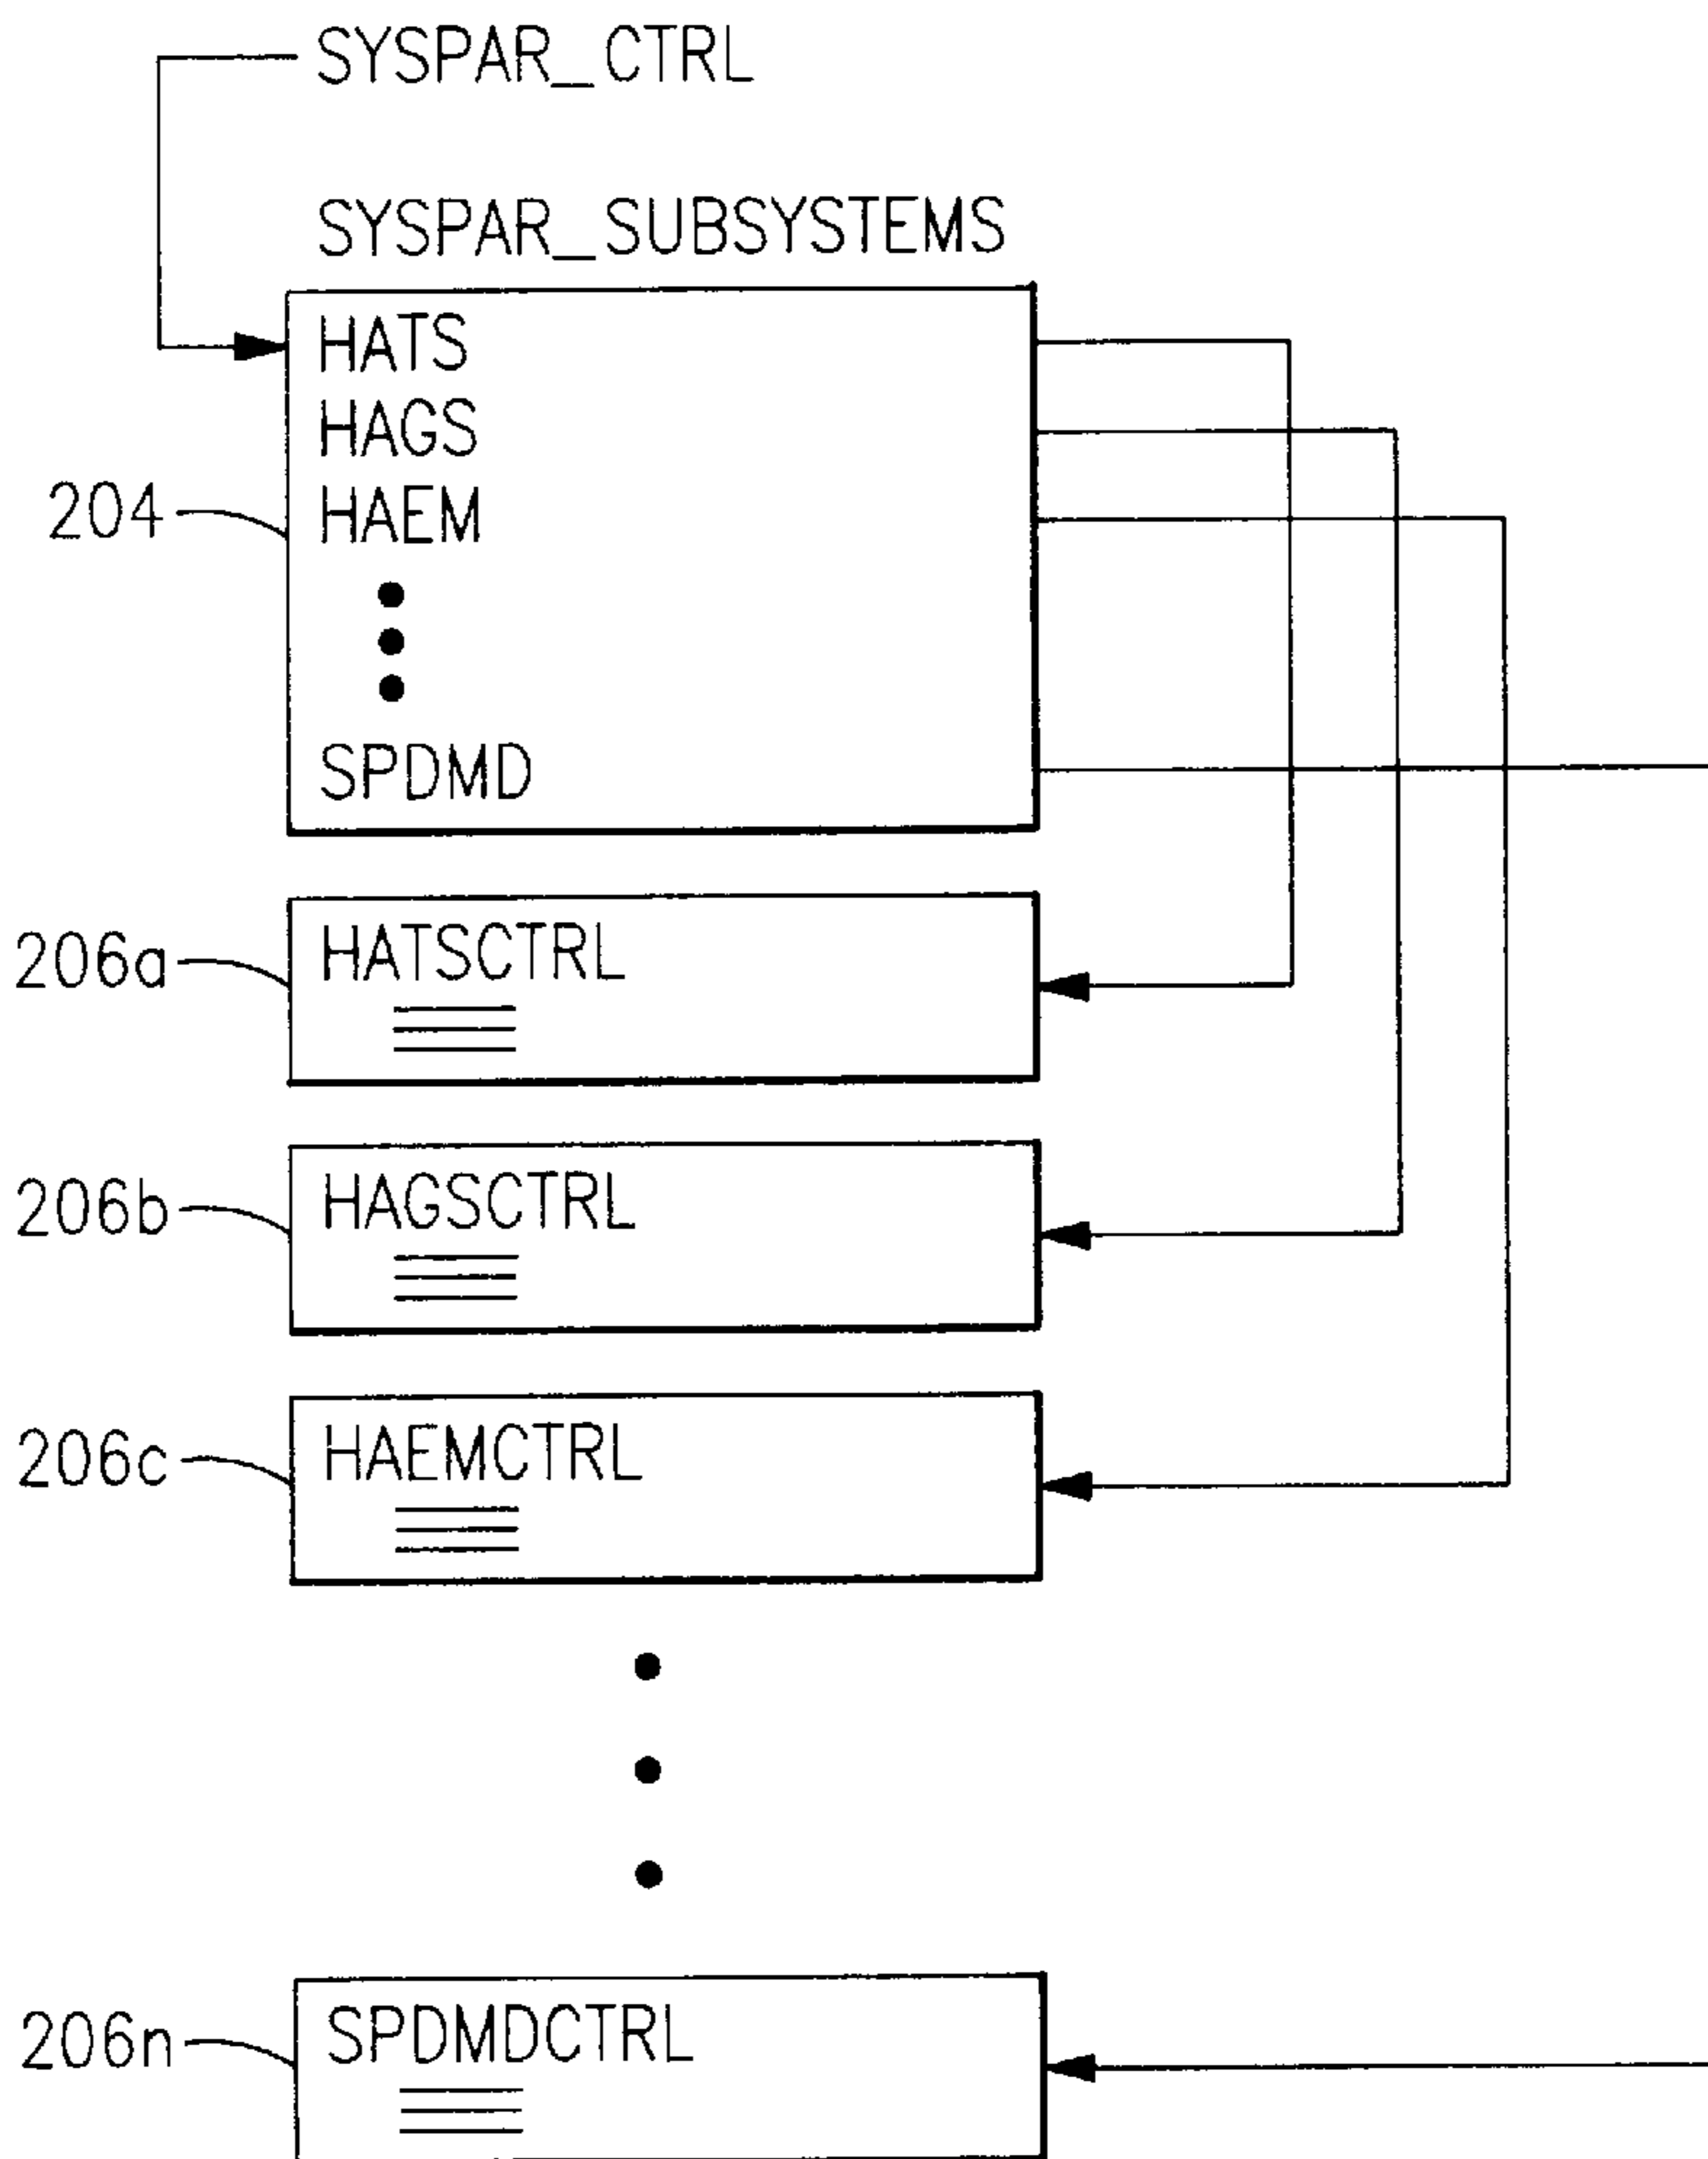 SYSPAR_CTRL
SYSPAR_SUBSYSTEMS
HATS
HAGS
204
HAEM
SPDMD
206a
HATSCTRL
206b
HAGSCTRL
206c
HAEMCTRL
206n
SPDMDCTRL